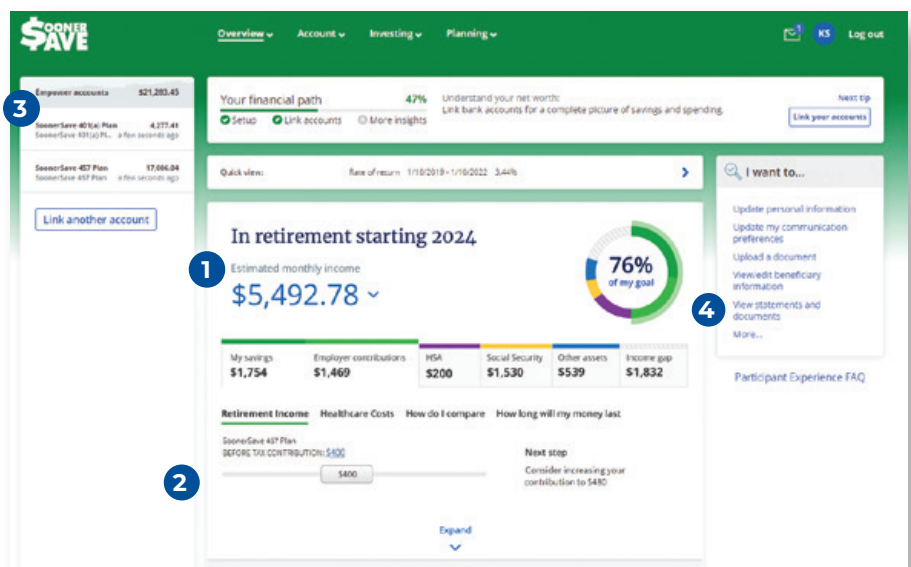 SOONER
$AVE
Overview
Account
Investing
Planning
1
KS
Log out
3
Empower accounts $21,283.45
SoonerSave 401(a) Plan 4,277.41
SoonerSave 401(a) Pl... a few seconds ago
SoonerSave 457 Plan 17,006.04
SoonerSave 457 Plan a few seconds ago
Link another account
Your financial path 47%
Setup Link accounts More insights
Understand your net worth:
Link bank accounts for a complete picture of savings and spending.
Next tip
Link your accounts
Quick view: Rate of return 1/18/2019 - 1/18/2022 3.44%
In retirement starting 2024
1
Estimated monthly income
$5,492.78
76%
of my goal
My savings
$1,754
Employer contributions
$1,469
HSA
$200
Social Security
$1,530
Other assets
$539
Income gap
$1,832
Retirement Income Healthcare Costs How do I compare How long will my money last
SoonerSave 457 Plan
BEFORE TAX CONTRIBUTION: $400
2
$400
Next step
Consider increasing your
contribution to $480
Expand
I want to...
Update personal information
Update my communication
preferences
Upload a document
View/edit beneficiary
information
4
View statements and
documents
More...
Participant Experience FAQ